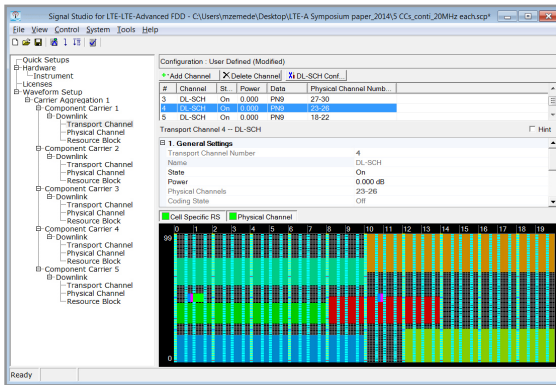 Signal Studio for LTE-LTE-Advanced FDD - C:\Users\mzemede\Desktop\LTE-A Symposium paper_2014\5 CCs_conti_20MHz each.scp*
File View Control System Tools Help
Quick Setups
Hardware
Instrument
Licenses
Waveform Setup
Carrier Aggregation 1
Component Carrier 1
Downlink
Transport Channel
Physical Channel
Resource Block
Component Carrier 2
Downlink
Transport Channel
Physical Channel
Resource Block
Component Carrier 3
Downlink
Transport Channel
Physical Channel
Resource Block
Component Carrier 4
Downlink
Transport Channel
Physical Channel
Resource Block
Component Carrier 5
Downlink
Transport Channel
Physical Channel
Resource Block
Configuration : User Defined (Modified)
Add Channel Delete Channel DL-SCH Conf...
# Channel St... Power Data Physical Channel Numb...
3 DL-SCH On 0.000 PN9 27-30
4 DL-SCH On 0.000 PN9 23-26
5 DL-SCH On 0.000 PN9 18-22
Transport Channel 4 -- DL-SCH Hint
1. General Settings
Transport Channel Number 4
Name DL-SCH
State On
Power 0.000 dB
Physical Channels 23-26
Coding State Off
Cell Specific RS Physical Channel
0 1 2 3 4 5 6 7 8 9 10 11 12 13 14 15 16 17 18 19
99
0
Ready